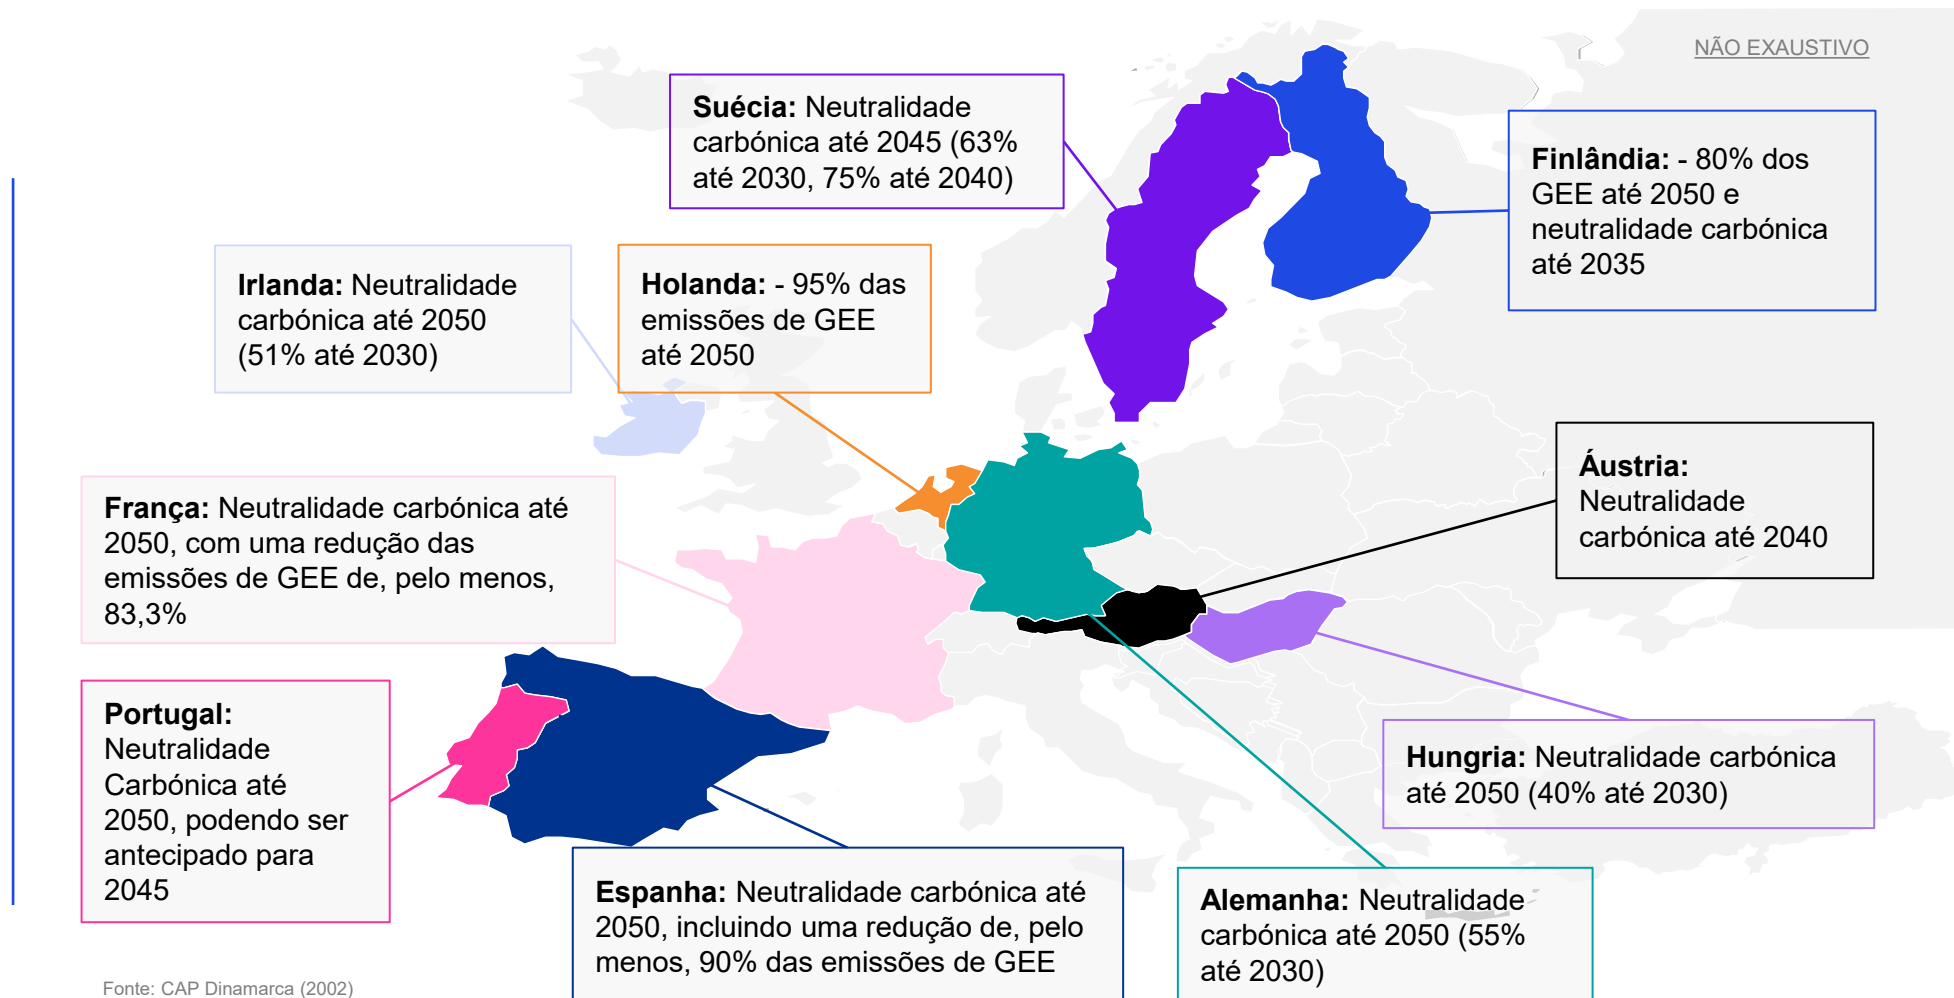 NÃO EXAUSTIVO
Suécia: Neutralidade
carbónica até 2045 (63%
até 2030, 75% até 2040)
Finlândia: - 80% dos
GEE até 2050 e
neutralidade carbónica
até 2035
Irlanda: Neutralidade
carbónica até 2050
(51% até 2030)
Holanda: - 95% das
emissões de GEE
até 2050
Áustria:
Neutralidade
carbónica até 2040
França: Neutralidade carbónica até
2050, com uma redução das
emissões de GEE de, pelo menos,
83,3%
Portugal:
Neutralidade
Carbónica até
2050, podendo ser
antecipado para
2045
Hungria: Neutralidade carbónica
até 2050 (40% até 2030)
Espanha: Neutralidade carbónica até
2050, incluindo uma redução de, pelo
menos, 90% das emissões de GEE
Alemanha: Neutralidade
carbónica até 2050 (55%
até 2030)
Fonte: CAP Dinamarca (2002)